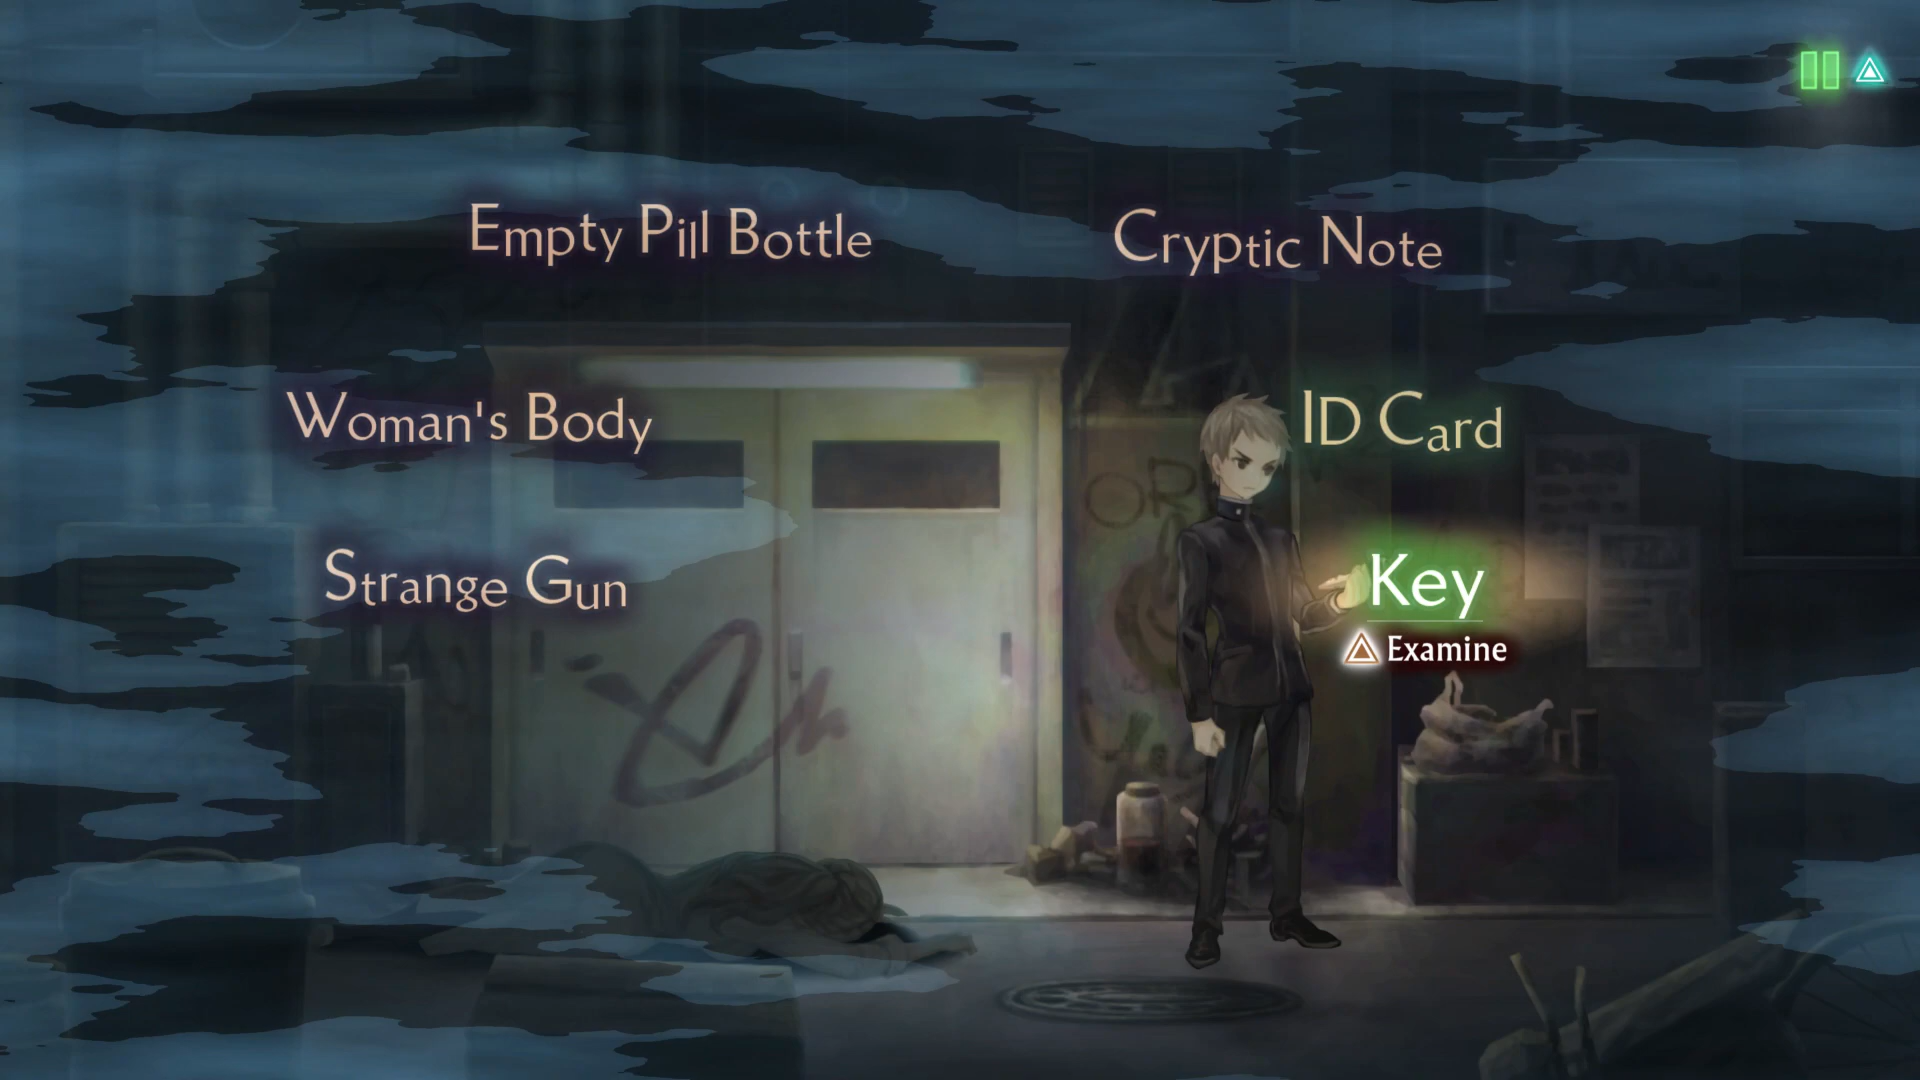 Empty Pill Bottle
Cryptic Note
Woman's Body
ID Card
Strange Gun
Key
Examine